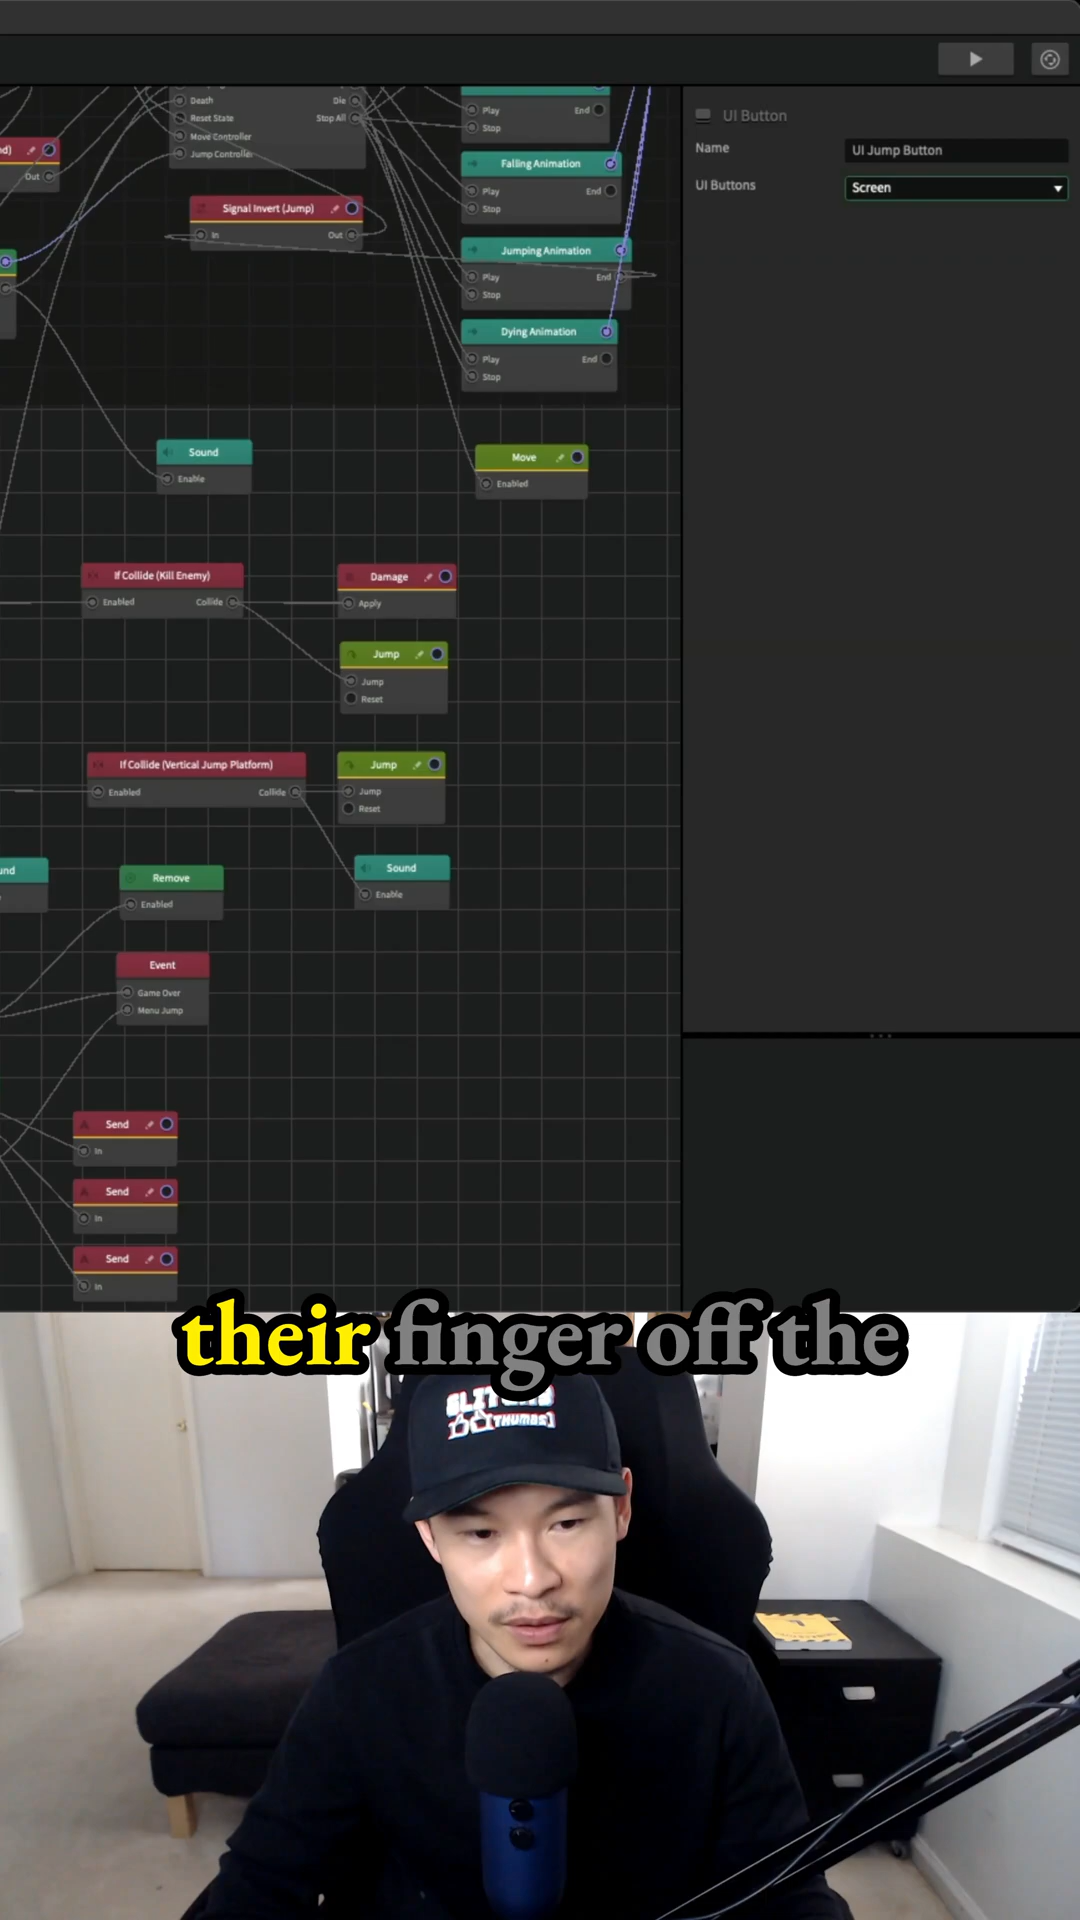 UI Button
Name
UI Jump Button
UI Buttons
Screen
Death
Die
Reset State
Stop All
Move Controller
Jump Controller
Out
Signal Invert (Jump)
In
Out
Play
End
Stop
Falling Animation
Play
End
Stop
Jumping Animation
Play
End
Stop
Dying Animation
Play
End
Stop
Sound
Enable
Move
Enabled
If Collide (Kill Enemy)
Enabled
Collide
Damage
Apply
Jump
Jump
Reset
If Collide (Vertical Jump Platform)
Enabled
Collide
Jump
Jump
Reset
Sound
Enable
Remove
Enabled
Event
Game Over
Menu Jump
Send
In
Send
In
Send
In
their finger off the
THUMBS